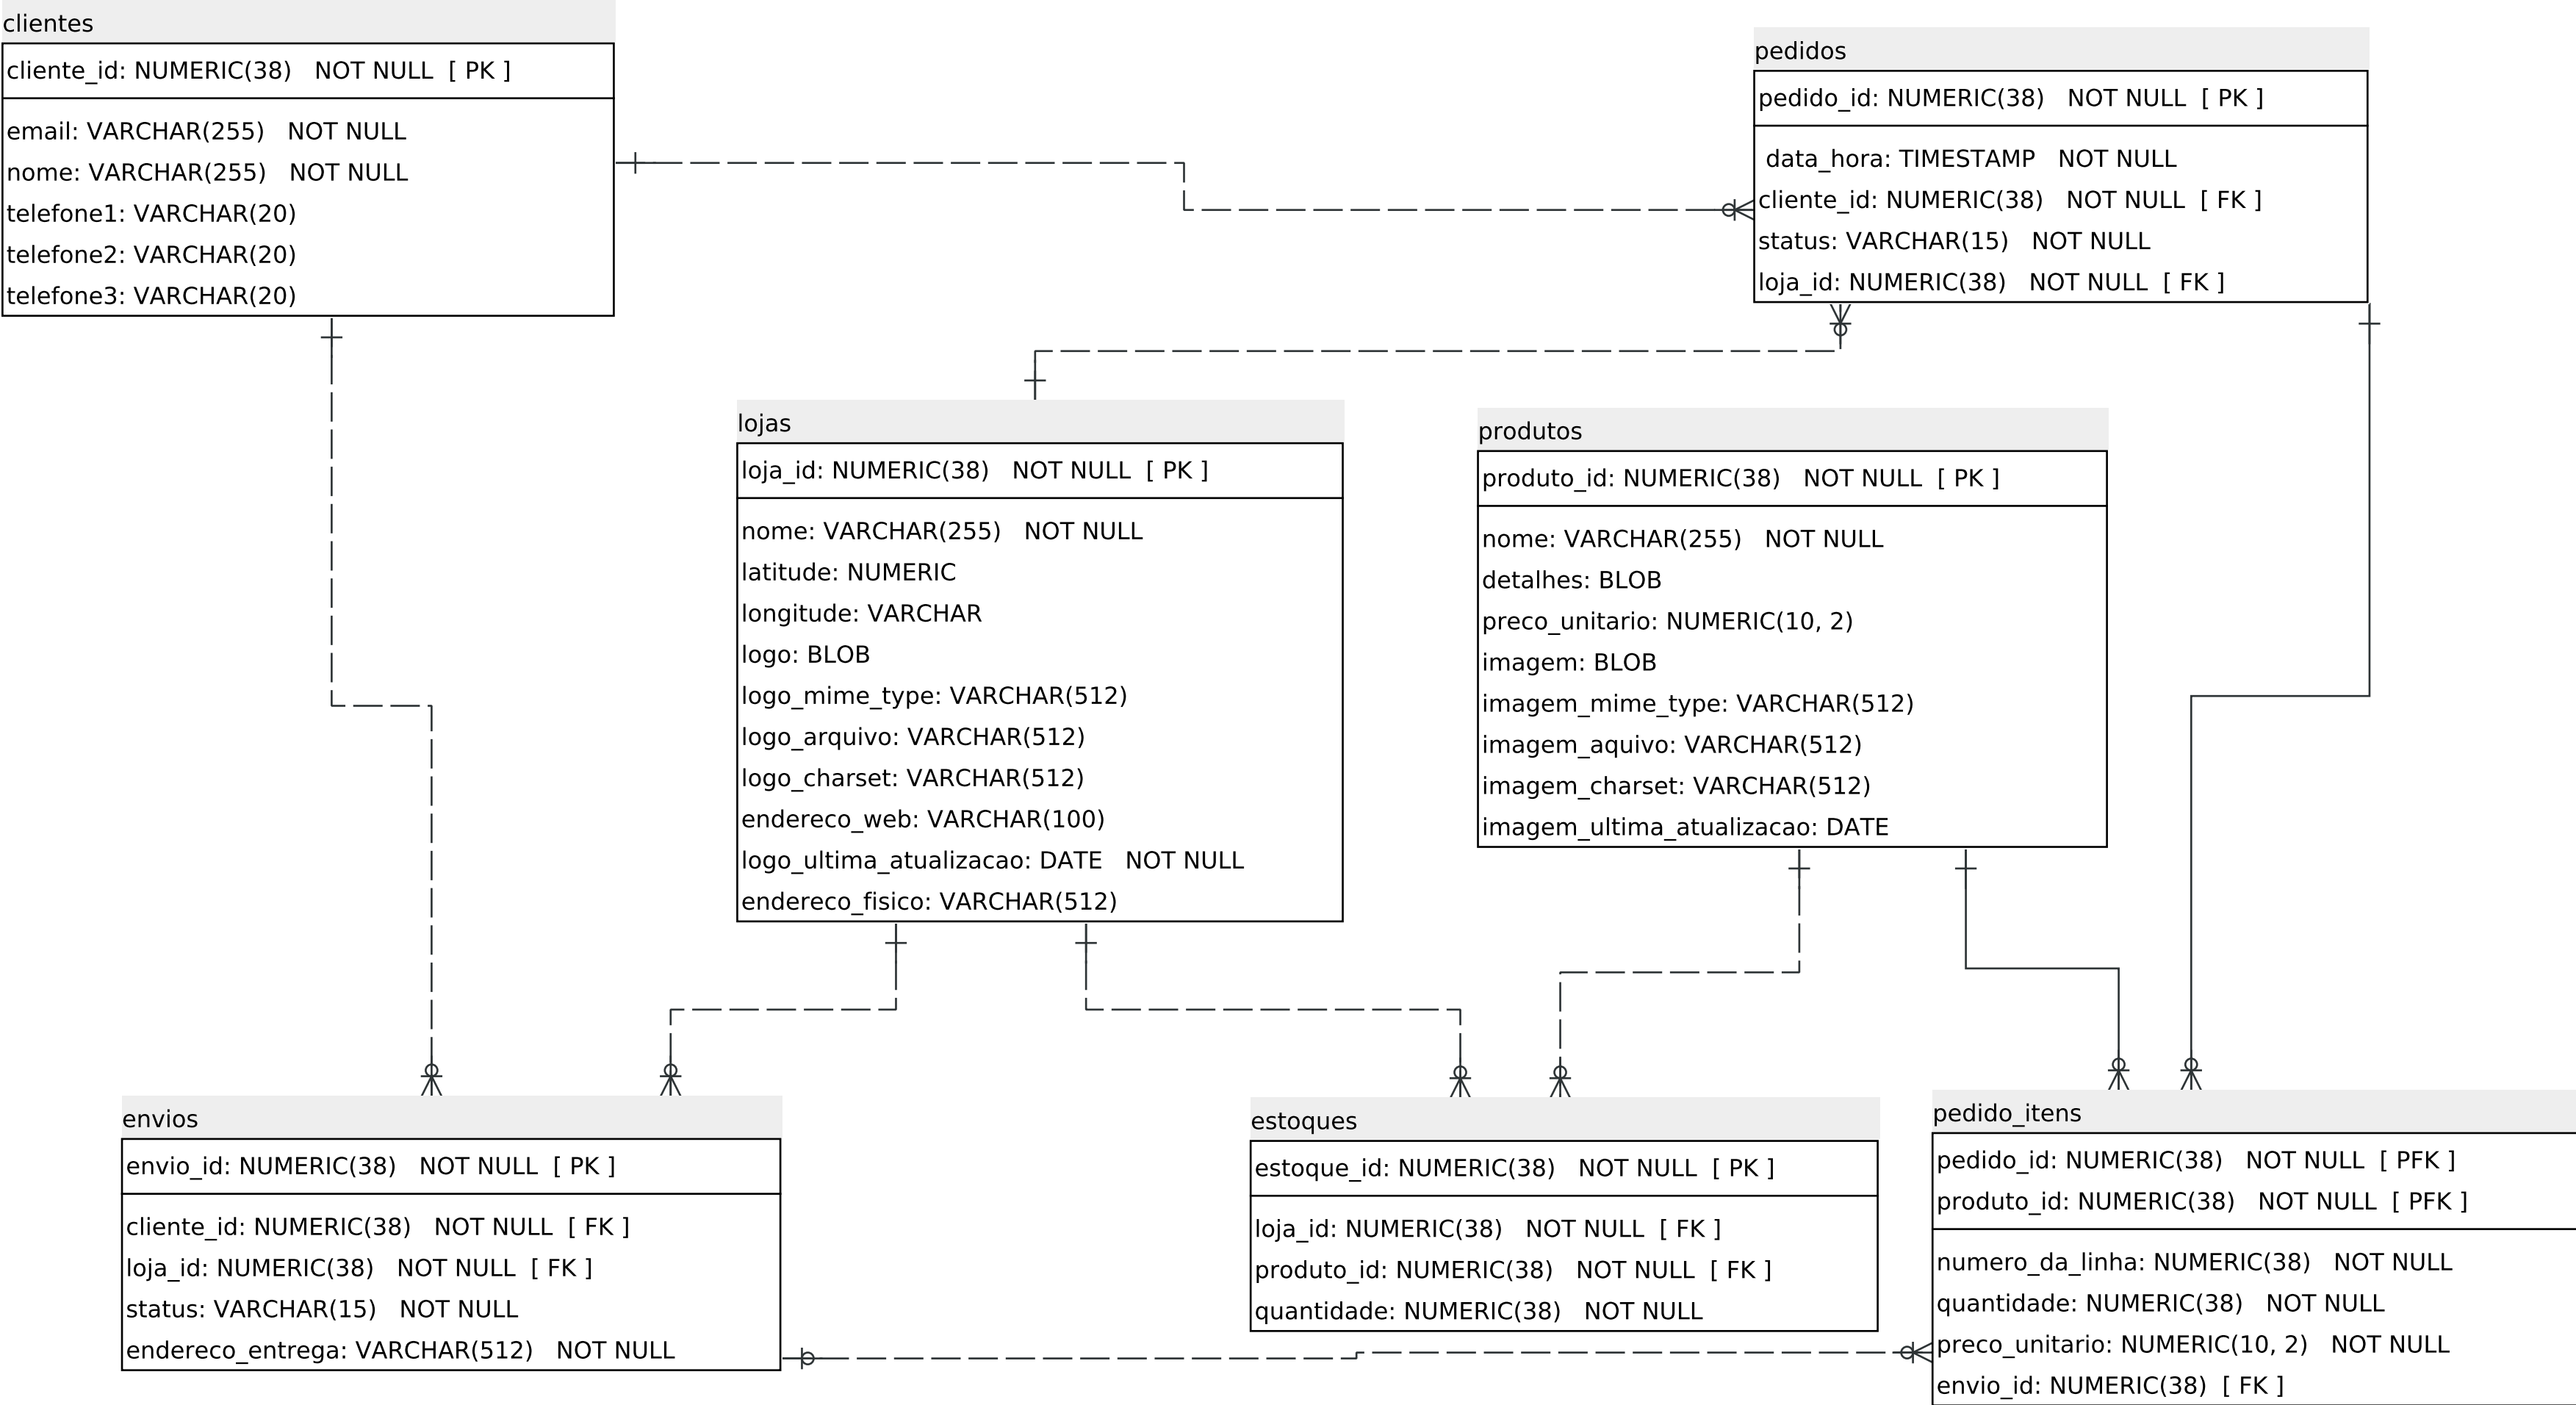 clientes
cliente_id: NUMERIC(38)   NOT NULL  [ PK ]
email: VARCHAR(255)   NOT NULL
nome: VARCHAR(255)   NOT NULL
telefone1: VARCHAR(20)
telefone2: VARCHAR(20)
telefone3: VARCHAR(20)
pedidos
pedido_id: NUMERIC(38)   NOT NULL  [ PK ]
data_hora: TIMESTAMP   NOT NULL
cliente_id: NUMERIC(38)   NOT NULL  [ FK ]
status: VARCHAR(15)   NOT NULL
loja_id: NUMERIC(38)   NOT NULL  [ FK ]
lojas
loja_id: NUMERIC(38)   NOT NULL  [ PK ]
nome: VARCHAR(255)   NOT NULL
latitude: NUMERIC
longitude: VARCHAR
logo: BLOB
logo_mime_type: VARCHAR(512)
logo_arquivo: VARCHAR(512)
logo_charset: VARCHAR(512)
endereco_web: VARCHAR(100)
logo_ultima_atualizacao: DATE   NOT NULL
endereco_fisico: VARCHAR(512)
produtos
produto_id: NUMERIC(38)   NOT NULL  [ PK ]
nome: VARCHAR(255)   NOT NULL
detalhes: BLOB
preco_unitario: NUMERIC(10, 2)
imagem: BLOB
imagem_mime_type: VARCHAR(512)
imagem_aquivo: VARCHAR(512)
imagem_charset: VARCHAR(512)
imagem_ultima_atualizacao: DATE
envios
envio_id: NUMERIC(38)   NOT NULL  [ PK ]
cliente_id: NUMERIC(38)   NOT NULL  [ FK ]
loja_id: NUMERIC(38)   NOT NULL  [ FK ]
status: VARCHAR(15)   NOT NULL
endereco_entrega: VARCHAR(512)   NOT NULL
estoques
estoque_id: NUMERIC(38)   NOT NULL  [ PK ]
loja_id: NUMERIC(38)   NOT NULL  [ FK ]
produto_id: NUMERIC(38)   NOT NULL  [ FK ]
quantidade: NUMERIC(38)   NOT NULL
pedido_itens
pedido_id: NUMERIC(38)   NOT NULL  [ PFK ]
produto_id: NUMERIC(38)   NOT NULL  [ PFK ]
numero_da_linha: NUMERIC(38)   NOT NULL
quantidade: NUMERIC(38)   NOT NULL
preco_unitario: NUMERIC(10, 2)   NOT NULL
envio_id: NUMERIC(38)  [ FK ]